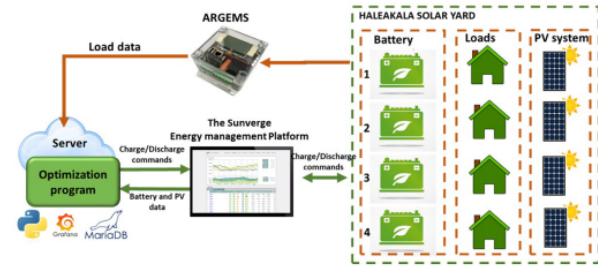 ARGEMS
HALEAKALA SOLAR YARD
Load data
Battery
Loads
PV system
1
2
3
4
The Sunverge
Energy management Platform
Server
Optimization
program
Charge/Discharge
commands
Battery and PV
data
Charge/Discharge
commands
Grafana
MariaDB